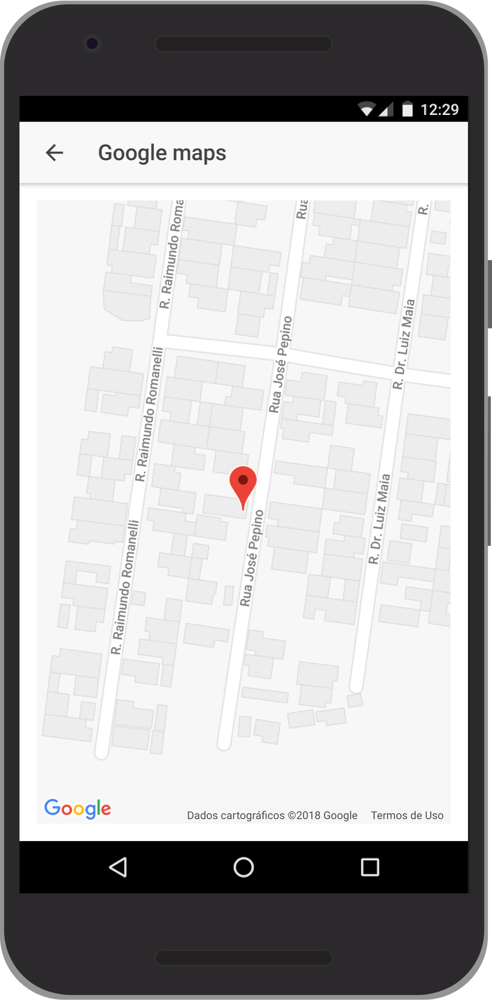 12:29
Google maps
R. Raimundo Roma
Rua
R.
R. Dr. Luiz Maia
Rua José Pepino
R. Raimundo Romanelli
R. Dr. Luiz Maia
Rua José Pepino
R. Raimundo Romanelli
Google
Dados cartográficos ©2018 Google
Termos de Uso